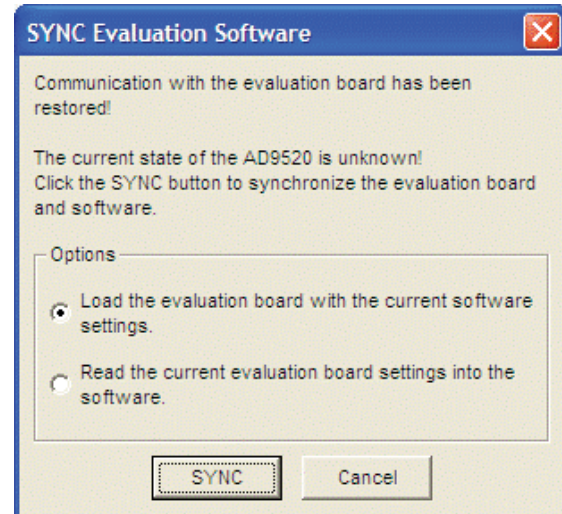 SYNC Evaluation Software
Communication with the evaluation board has been
restored!
The current state of the AD9520 is unknown!
Click the SYNC button to synchronize the evaluation board
and software.
Options
Load the evaluation board with the current software
settings.
Read the current evaluation board settings into the
software.
SYNC
Cancel